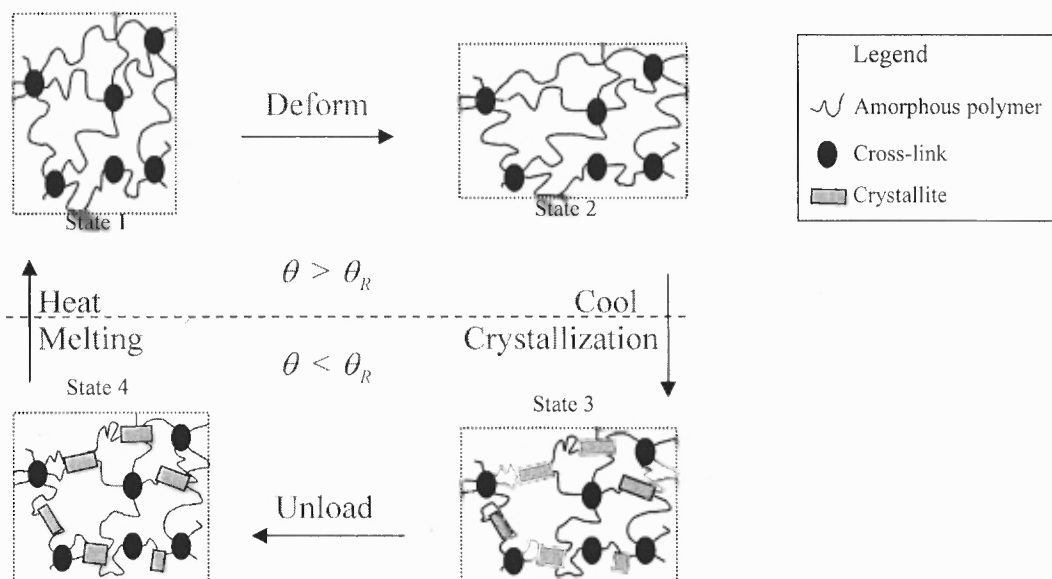 Deform
State 1
State 2
Legend
Amorphous polymer
Cross-link
Crystallite
θ > θR
Heat
Cool
Melting
Crystallization
θ < θR
State 4
State 3
Unload